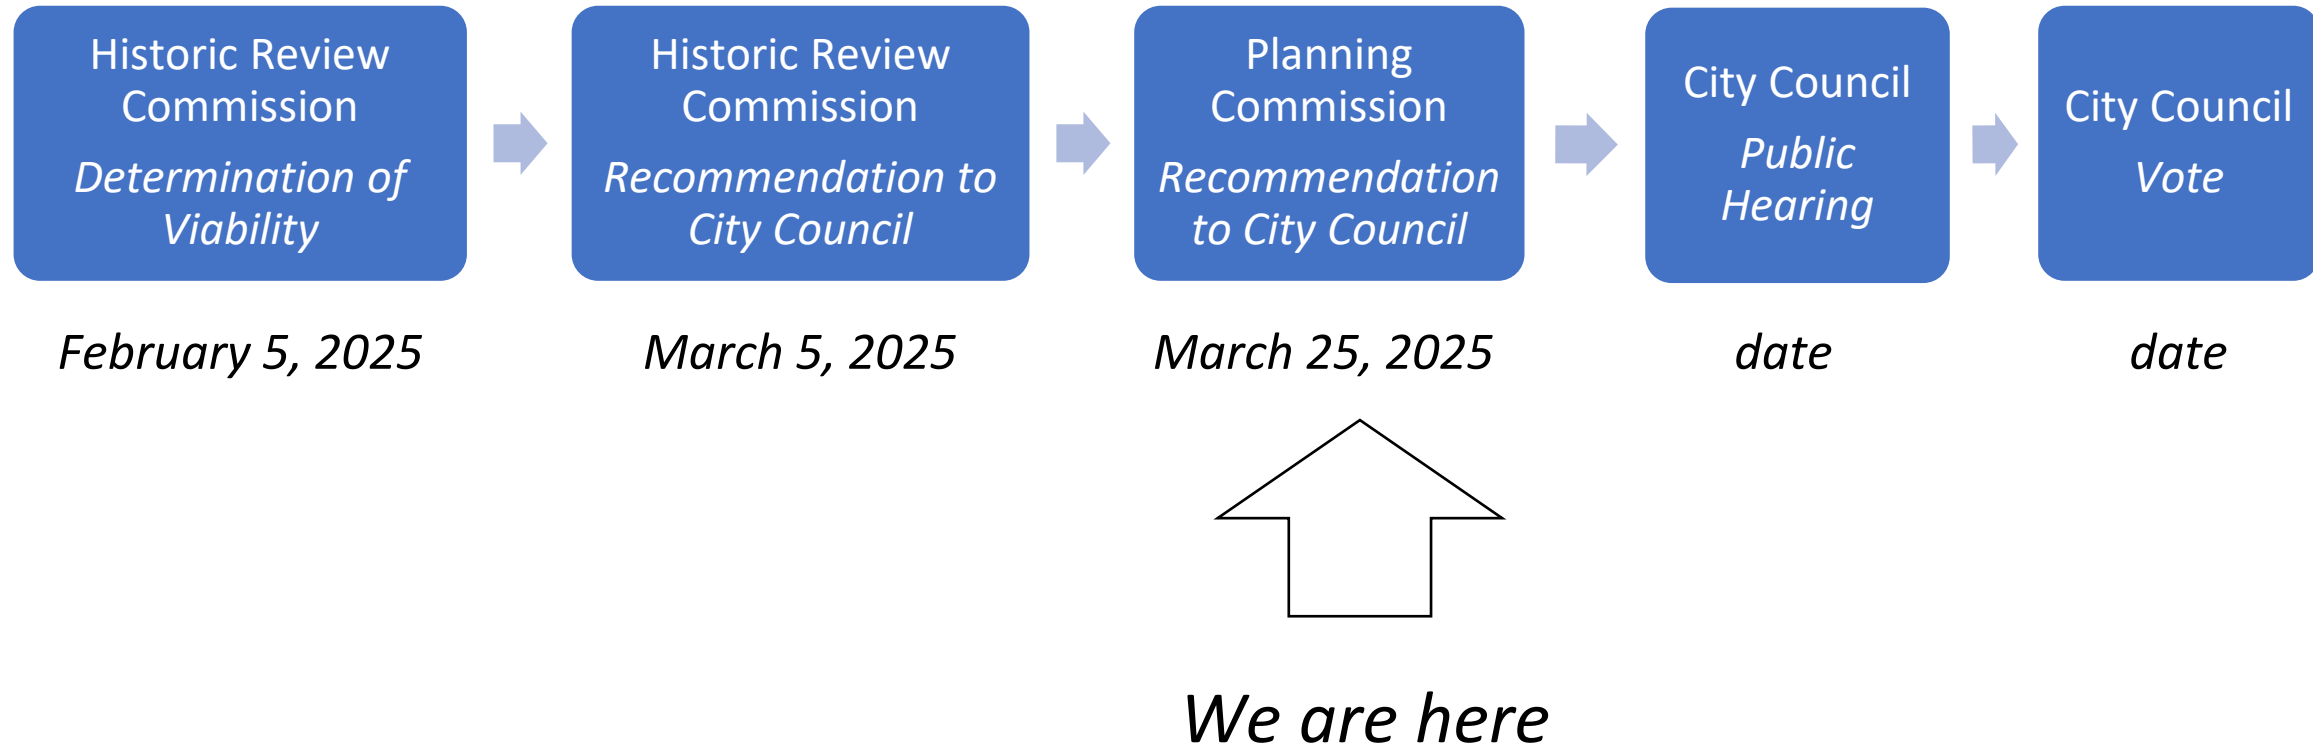 Historic Review
Commission
Determination of
Viability
Historic Review
Commission
Recommendation to
City Council
Planning
Commission
Recommendation
to City Council
City Council
Public
Hearing
City Council
Vote
February 5, 2025
March 5, 2025
March 25, 2025
date
date
We are here